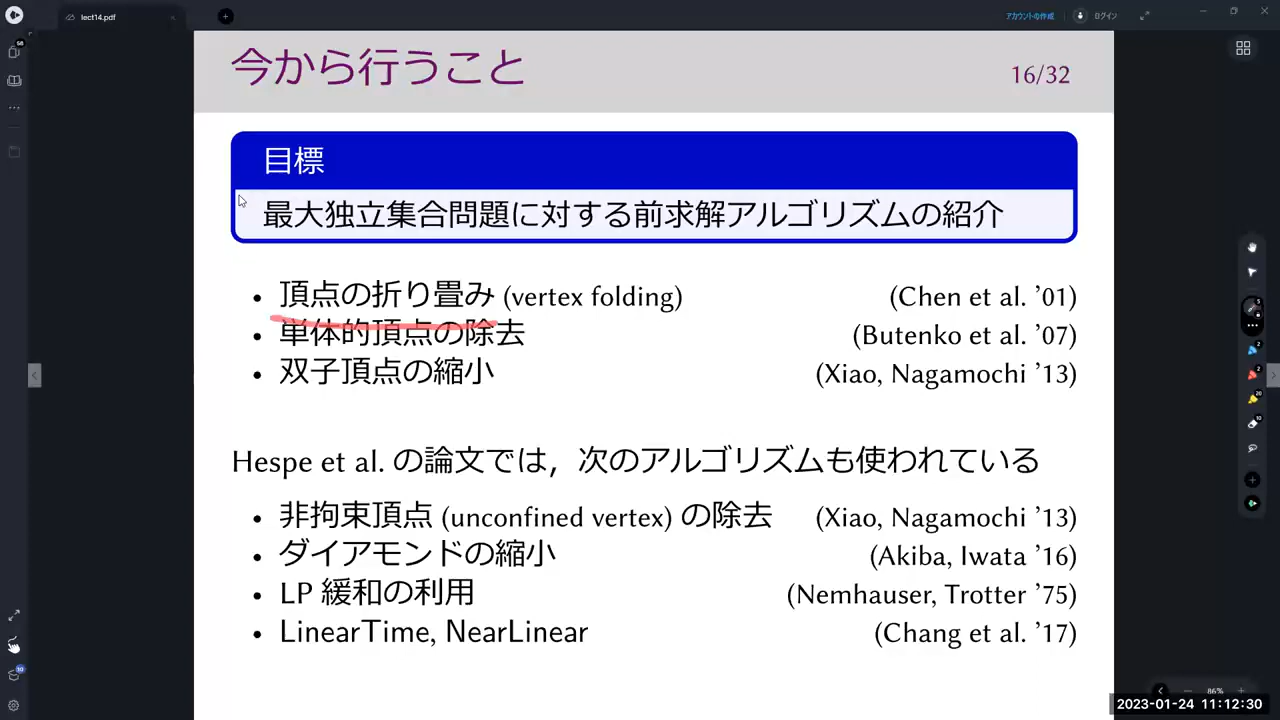 lect14.pdf
アカウントの作成
ログイン
今から行うこと
16/32
目標
最大独立集合問題に対する前求解アルゴリズムの紹介
• 頂点の折り畳み (vertex folding) (Chen et al. ’01)
• 単体的頂点の除去 (Butenko et al. ’07)
• 双子頂点の縮小 (Xiao, Nagamochi ’13)
Hespe et al. の論文では，次のアルゴリズムも使われている
• 非拘束頂点 (unconfined vertex) の除去 (Xiao, Nagamochi ’13)
• ダイアモンドの縮小 (Akiba, Iwata ’16)
• LP 緩和の利用 (Nemhauser, Trotter ’75)
• LinearTime, NearLinear (Chang et al. ’17)
86%
2023-01-24 11:12:30